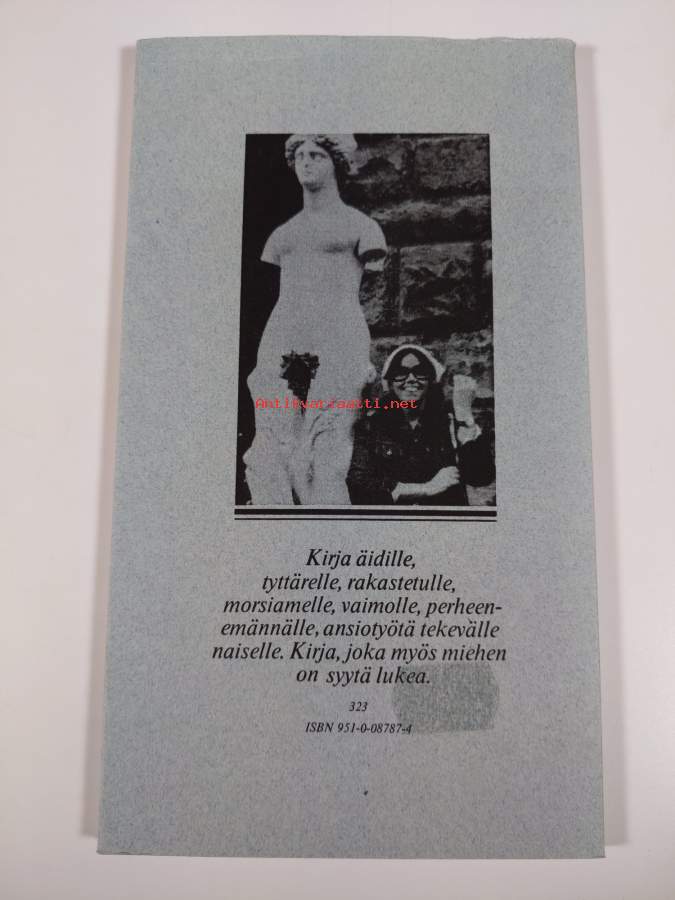 Antikvariaatti.net
Kirja äidille,
tyttärelle, rakastetulle,
morsiamelle, vaimolle, perheen-
emännälle, ansiotyötä tekevälle
naiselle. Kirja, joka myös miehen
on syytä lukea.
323
ISBN 951-0-08787-4